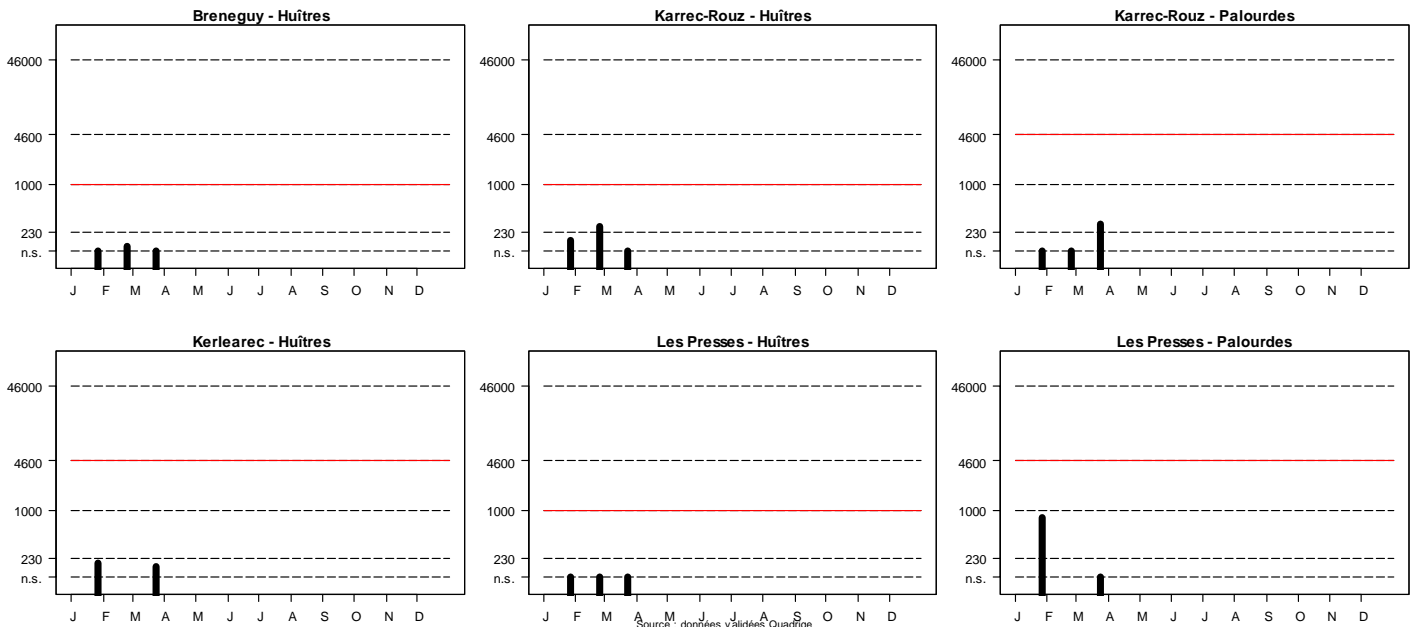 Breneguy - Huîtres
46000
4600
1000
230
n.s.
J F M A M J J A S O N D
Karrec-Rouz - Huîtres
46000
4600
1000
230
n.s.
J F M A M J J A S O N D
Karrec-Rouz - Palourdes
46000
4600
1000
230
n.s.
J F M A M J J A S O N D
Kerlearec - Huîtres
46000
4600
1000
230
n.s.
J F M A M J J A S O N D
Les Presses - Huîtres
46000
4600
1000
230
n.s.
J F M A M J J A S O N D
Les Presses - Palourdes
46000
4600
1000
230
n.s.
J F M A M J J A S O N D
Source : données validées Quadrige